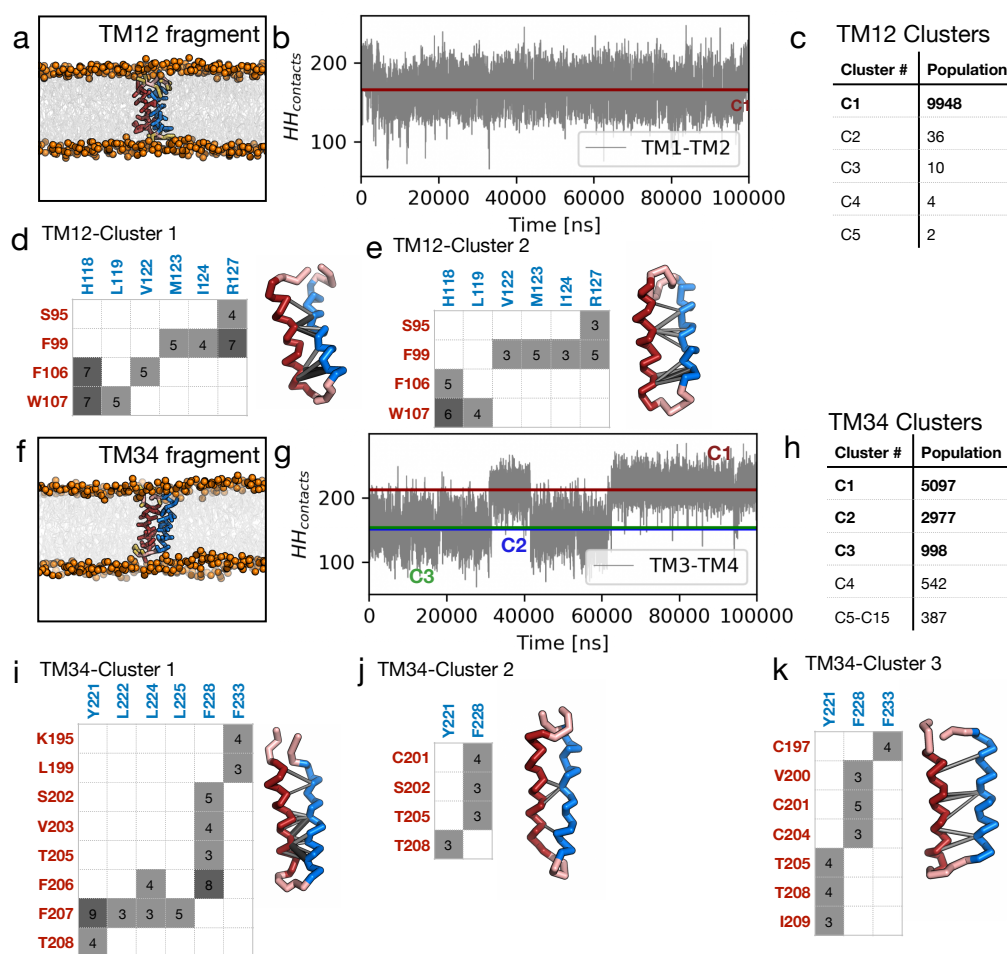 a
TM12 fragment
b
HHcontacts
200
100
C1
TM1-TM2
0 20000 40000 60000 80000 100000
Time [ns]
c
TM12 Clusters
Cluster # Population
C1 9948
C2 36
C3 10
C4 4
C5 2
d
TM12-Cluster 1
H118 L119 V122 M123 I124 R127
S95 4
F99 5 4 7
F106 7 5
W107 7 5
e
TM12-Cluster 2
H118 L119 V122 M123 I124 R127
S95 3
F99 3 5 3 5
F106 5
W107 6 4
f
TM34 fragment
g
HHcontacts
200
100
C1
C2
C3
TM3-TM4
0 20000 40000 60000 80000 100000
Time [ns]
h
TM34 Clusters
Cluster # Population
C1 5097
C2 2977
C3 998
C4 542
C5-C15 387
i
TM34-Cluster 1
Y221 L222 L224 L225 F228 F233
K195 4
L199 3
S202 5
V203 4
T205 3
F206 4 8
F207 9 3 3 5
T208 4
j
TM34-Cluster 2
Y221 F228
C201 4
S202 3
T205 3
T208 3
k
TM34-Cluster 3
Y221 F228 F233
C197 4
V200 3
C201 5
C204 3
T205 4
T208 4
I209 3